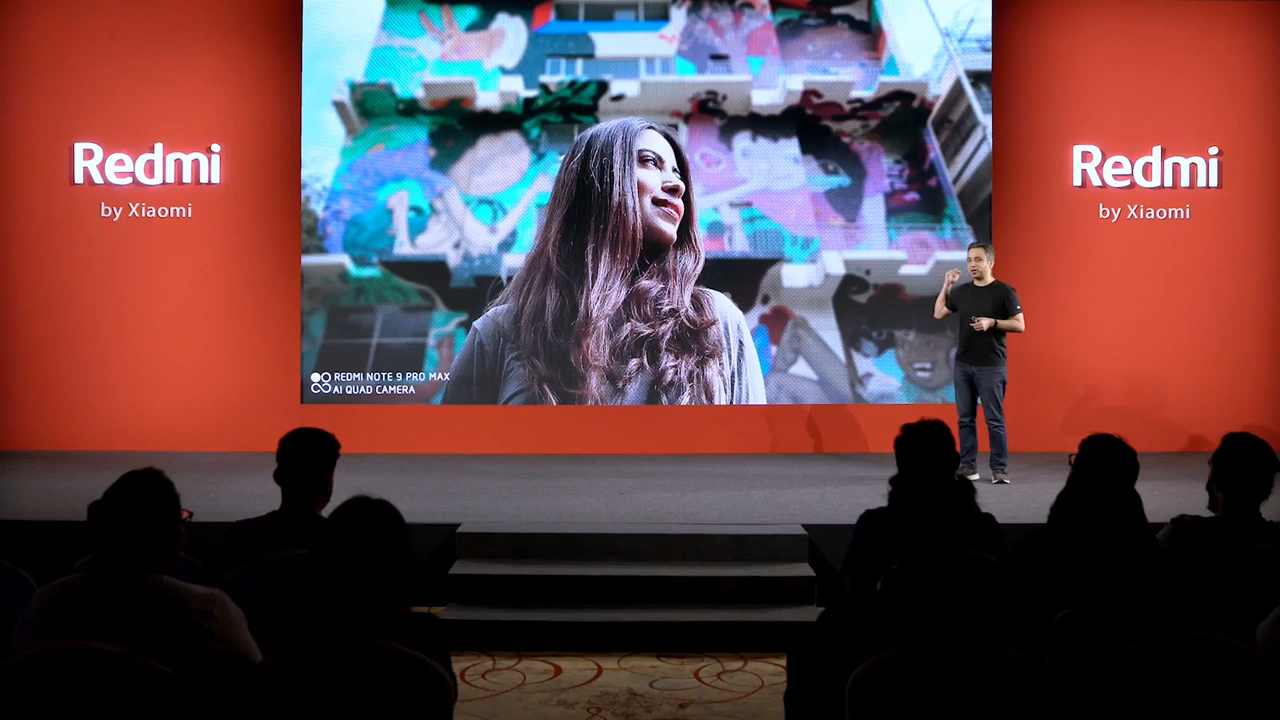 Redmi
by Xiaomi
Redmi
by Xiaomi
REDMI NOTE 9 PRO MAX
AI QUAD CAMERA